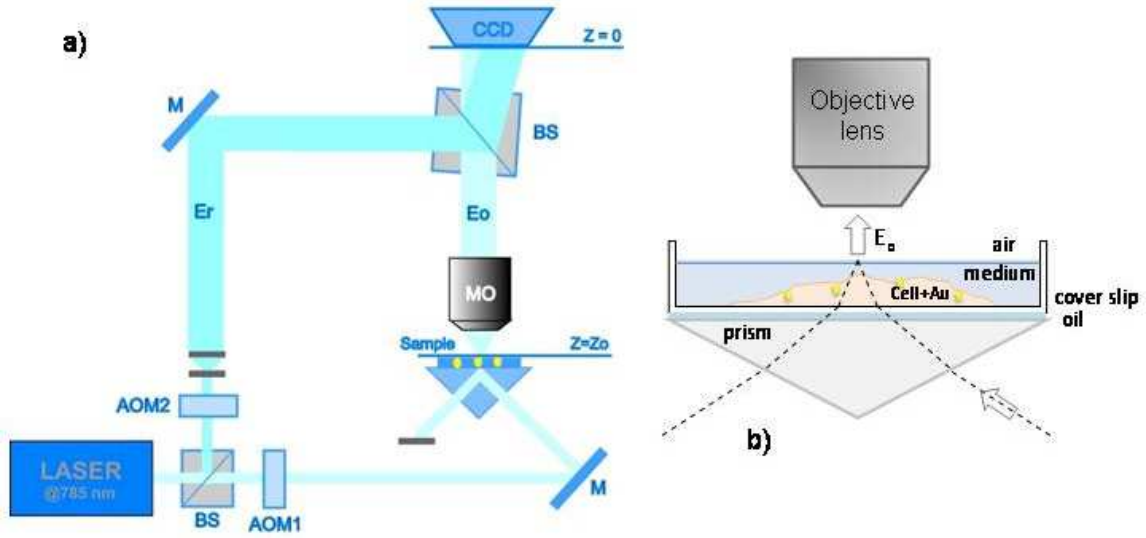 a)
CCD
Z = 0
M
BS
Er
Eo
MO
Sample
Z=Zo
AOM2
LASER
@785 nm
BS
AOM1
M
Objective
lens
Eo
air
medium
Cell+Au
cover slip
oil
prism
b)